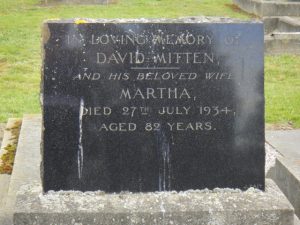 IN LOVING MEMORY OF
DAVID MITTEN,
AND HIS BELOVED WIFE
MARTHA,
DIED 27TH JULY 1934,
AGED 82 YEARS.